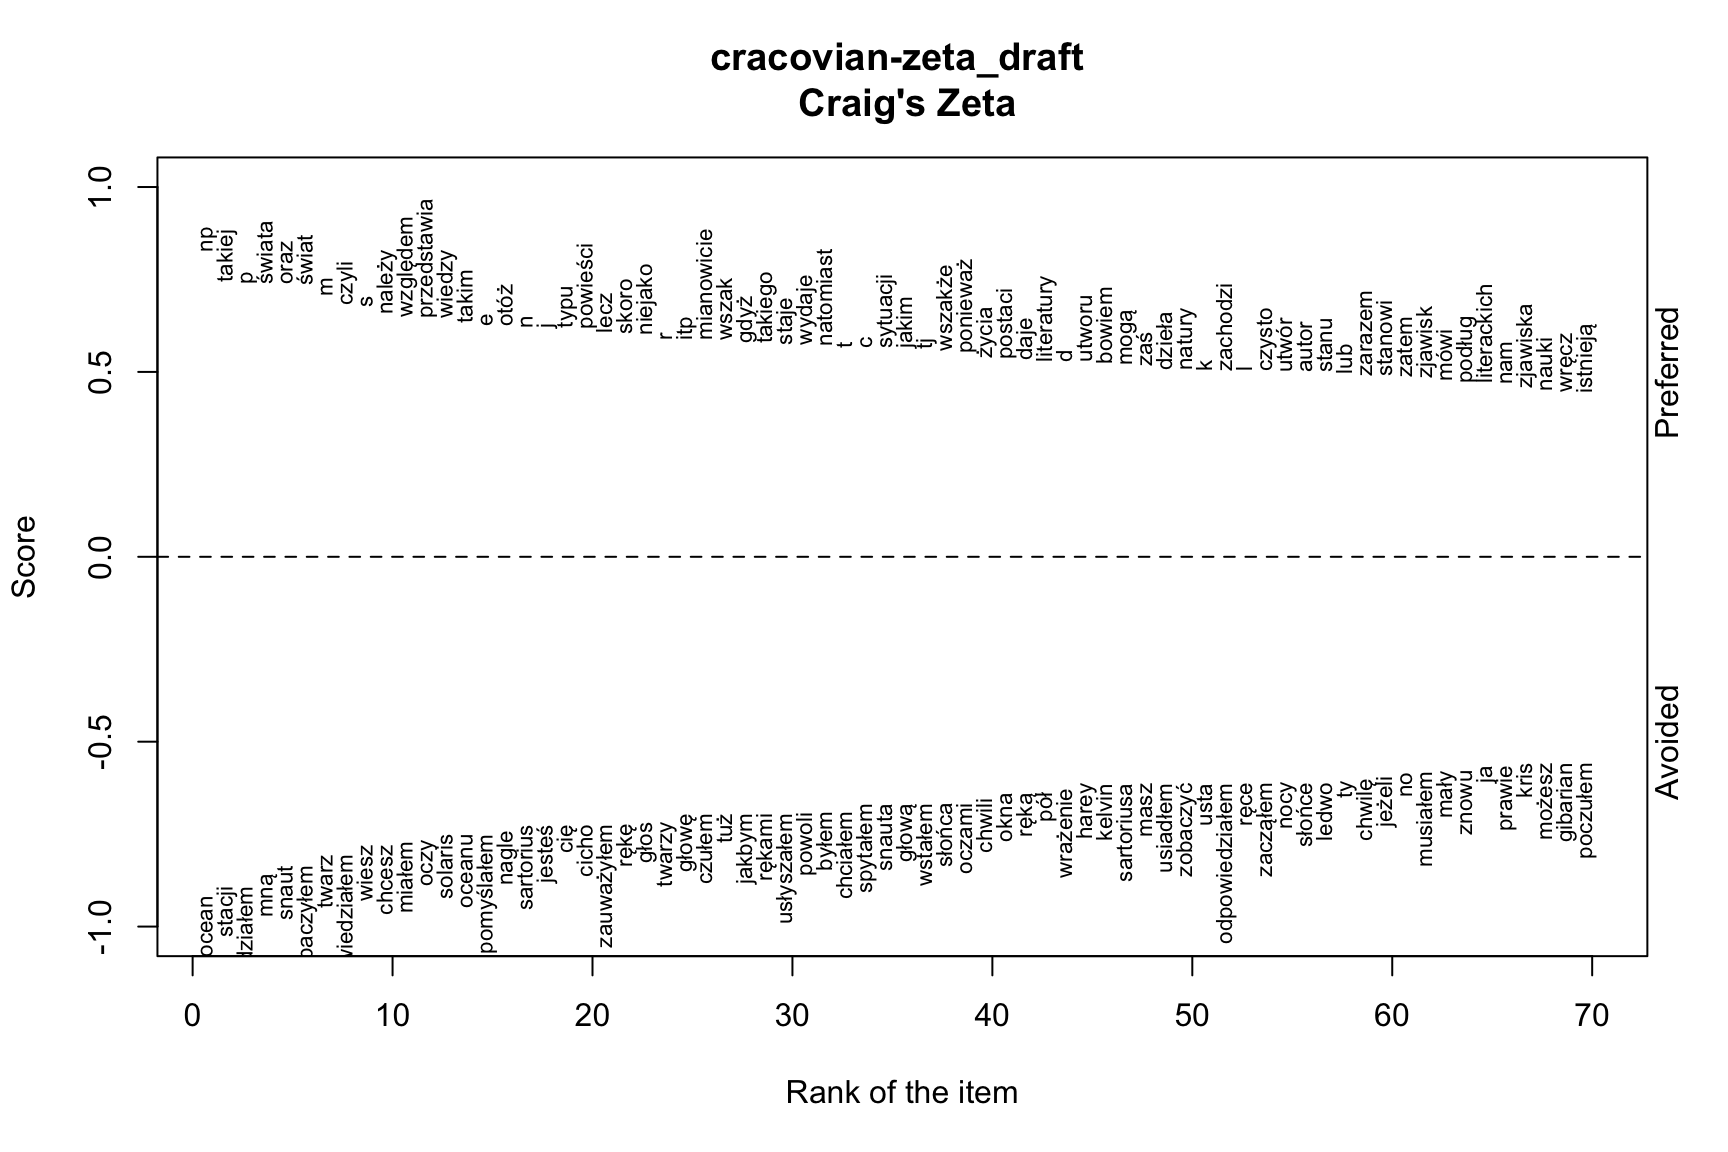 cracovian-zeta_draft
Craig's Zeta
Score
1.0
0.5
0.0
-0.5
-1.0
Preferred
Avoided
np
takiej
p
świata
oraz
świat
m
czyli
s
należy
względem
przedstawia
wiedzy
takim
e
otóż
n
j
typu
powieści
lecz
skoro
niejako
r
itp
mianowicie
wszak
gdyż
takiego
staje
wydaje
natomiast
t
c
sytuacji
jakim
tj
wszakże
ponieważ
życia
postaci
daje
literatury
d
utworu
bowiem
mogą
zaś
dzieła
natury
k
zachodzi
l
czysto
utwór
autor
stanu
lub
zarazem
stanowi
zatem
zjawisk
mówi
podług
literackich
nam
zjawiska
nauki
wręcz
istnieją
ocean
stacji
działem
mną
snaut
baczyłem
twarz
wiedziałem
wiesz
chcesz
miałem
oczy
solaris
oceanu
pomyślałem
nagle
sartorius
jesteś
cię
cicho
zauważyłem
rękę
głos
twarzy
głowę
czułem
tuż
jakbym
rękami
usłyszałem
powoli
byłem
chciałem
spytałem
snauta
głową
wstałem
słońca
oczami
chwili
okna
ręką
pół
wrażenie
harey
kelvin
sartoriusa
masz
usiadłem
zobaczyć
usta
odpowiedziałem
ręce
zacząłem
nocy
słońce
ledwo
ty
chwilę
jeżeli
no
musiałem
mały
znowu
ja
prawie
kris
możesz
gibarian
poczułem
0 10 20 30 40 50 60 70
Rank of the item